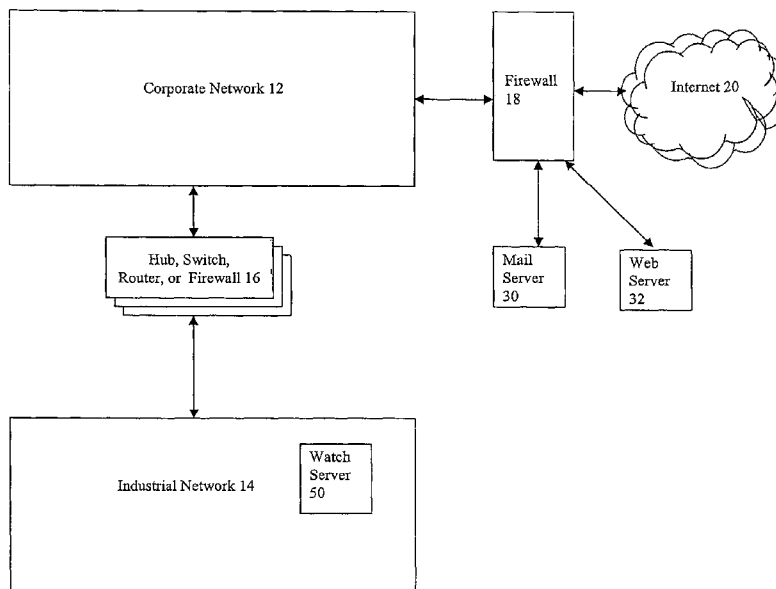 Corporate Network 12
Firewall
18
Internet 20
Hub, Switch,
Router, or Firewall 16
Mail
Server
30
Web
Server
32
Industrial Network 14
Watch
Server
50